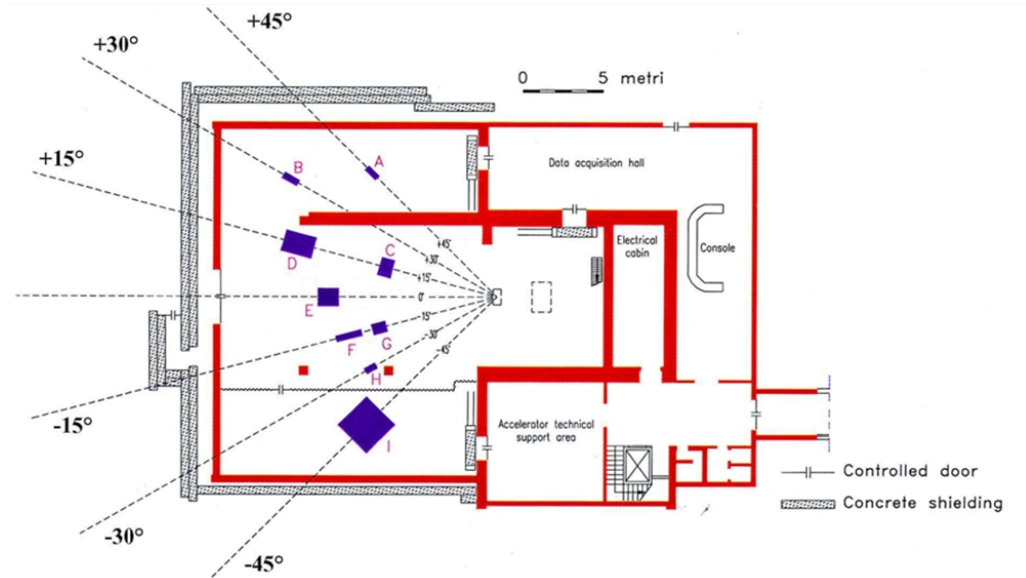 +45°
+30°
0 5 metri
+15°
B
A
Data acquisition hall
D
C
+45°
+30°
+15°
Electrical
cabin
Console
E
0°
-15°
-30°
-45°
F
G
H
-15°
I
Accelerator technical
support area
Controlled door
Concrete shielding
-30°
-45°